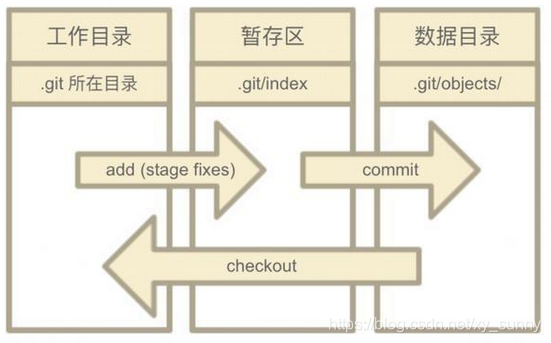 工作目录
暂存区
数据目录
.git 所在目录
.git/index
.git/objects/
add (stage fixes)
commit
checkout
https://blog.csdn.net/xy_sunny